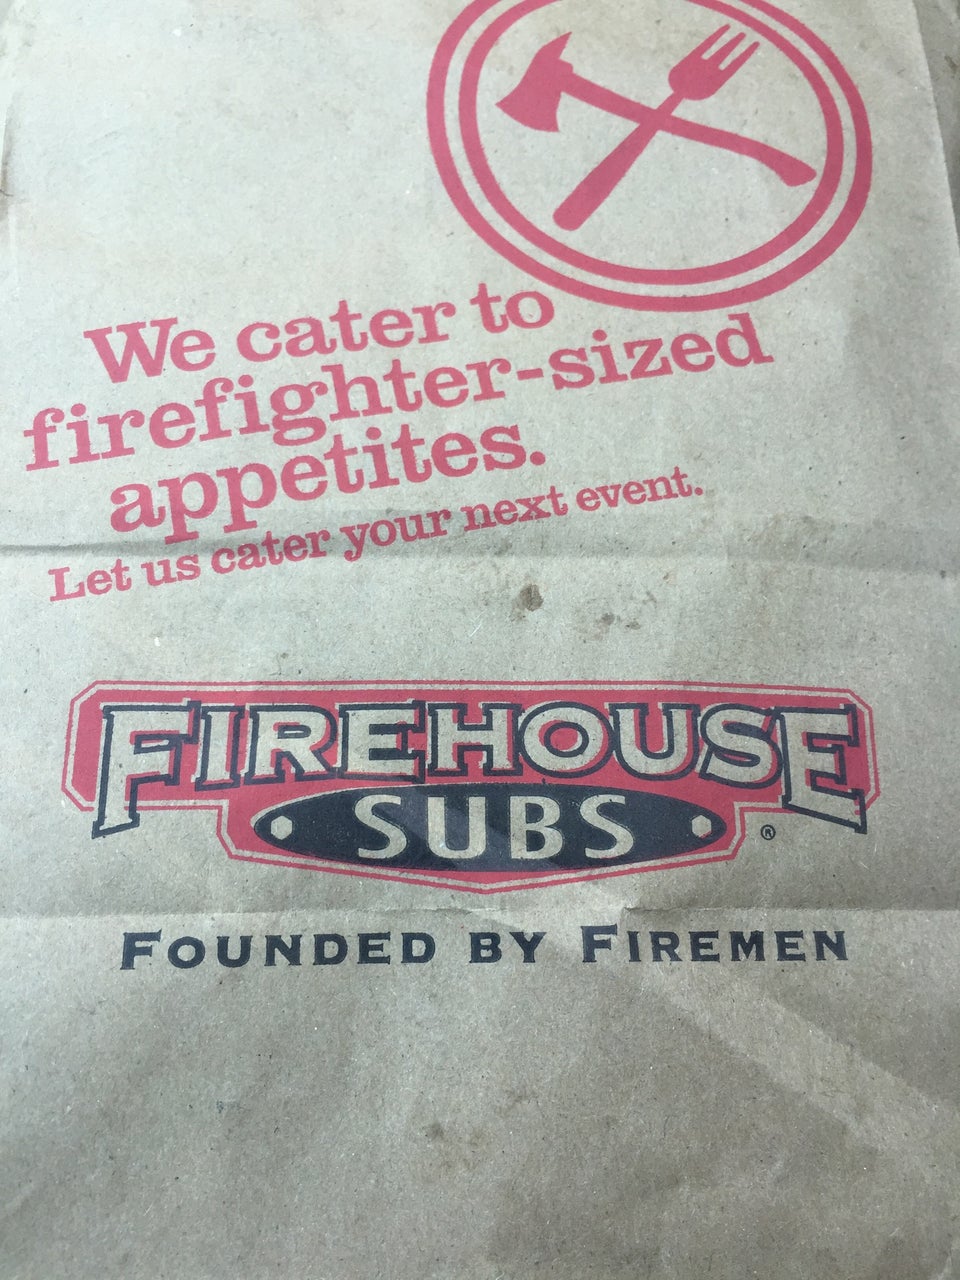 We cater to
firefighter-sized
appetites.
Let us cater your next event.
FIREHOUSE
SUBS ®
FOUNDED BY FIREMEN